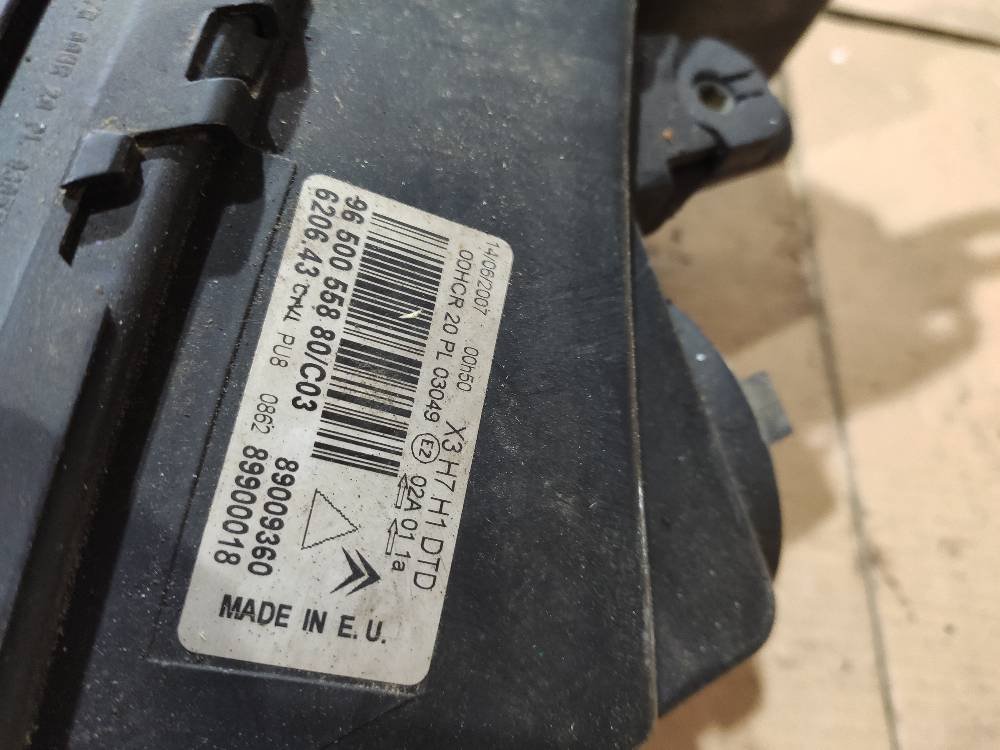 14/06/2007 00h50 X3 H7 H1 DTD
00HCR 20 PL 03049 E2 02A 01.1a
96 500 558 80/C03 89009360
6206.43 PU8 0862 89900018
MADE IN E. U.